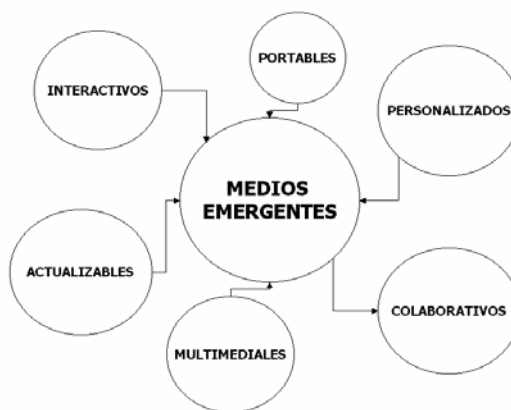 PORTABLES
INTERACTIVOS
PERSONALIZADOS
MEDIOS
EMERGENTES
ACTUALIZABLES
COLABORATIVOS
MULTIMEDIALES